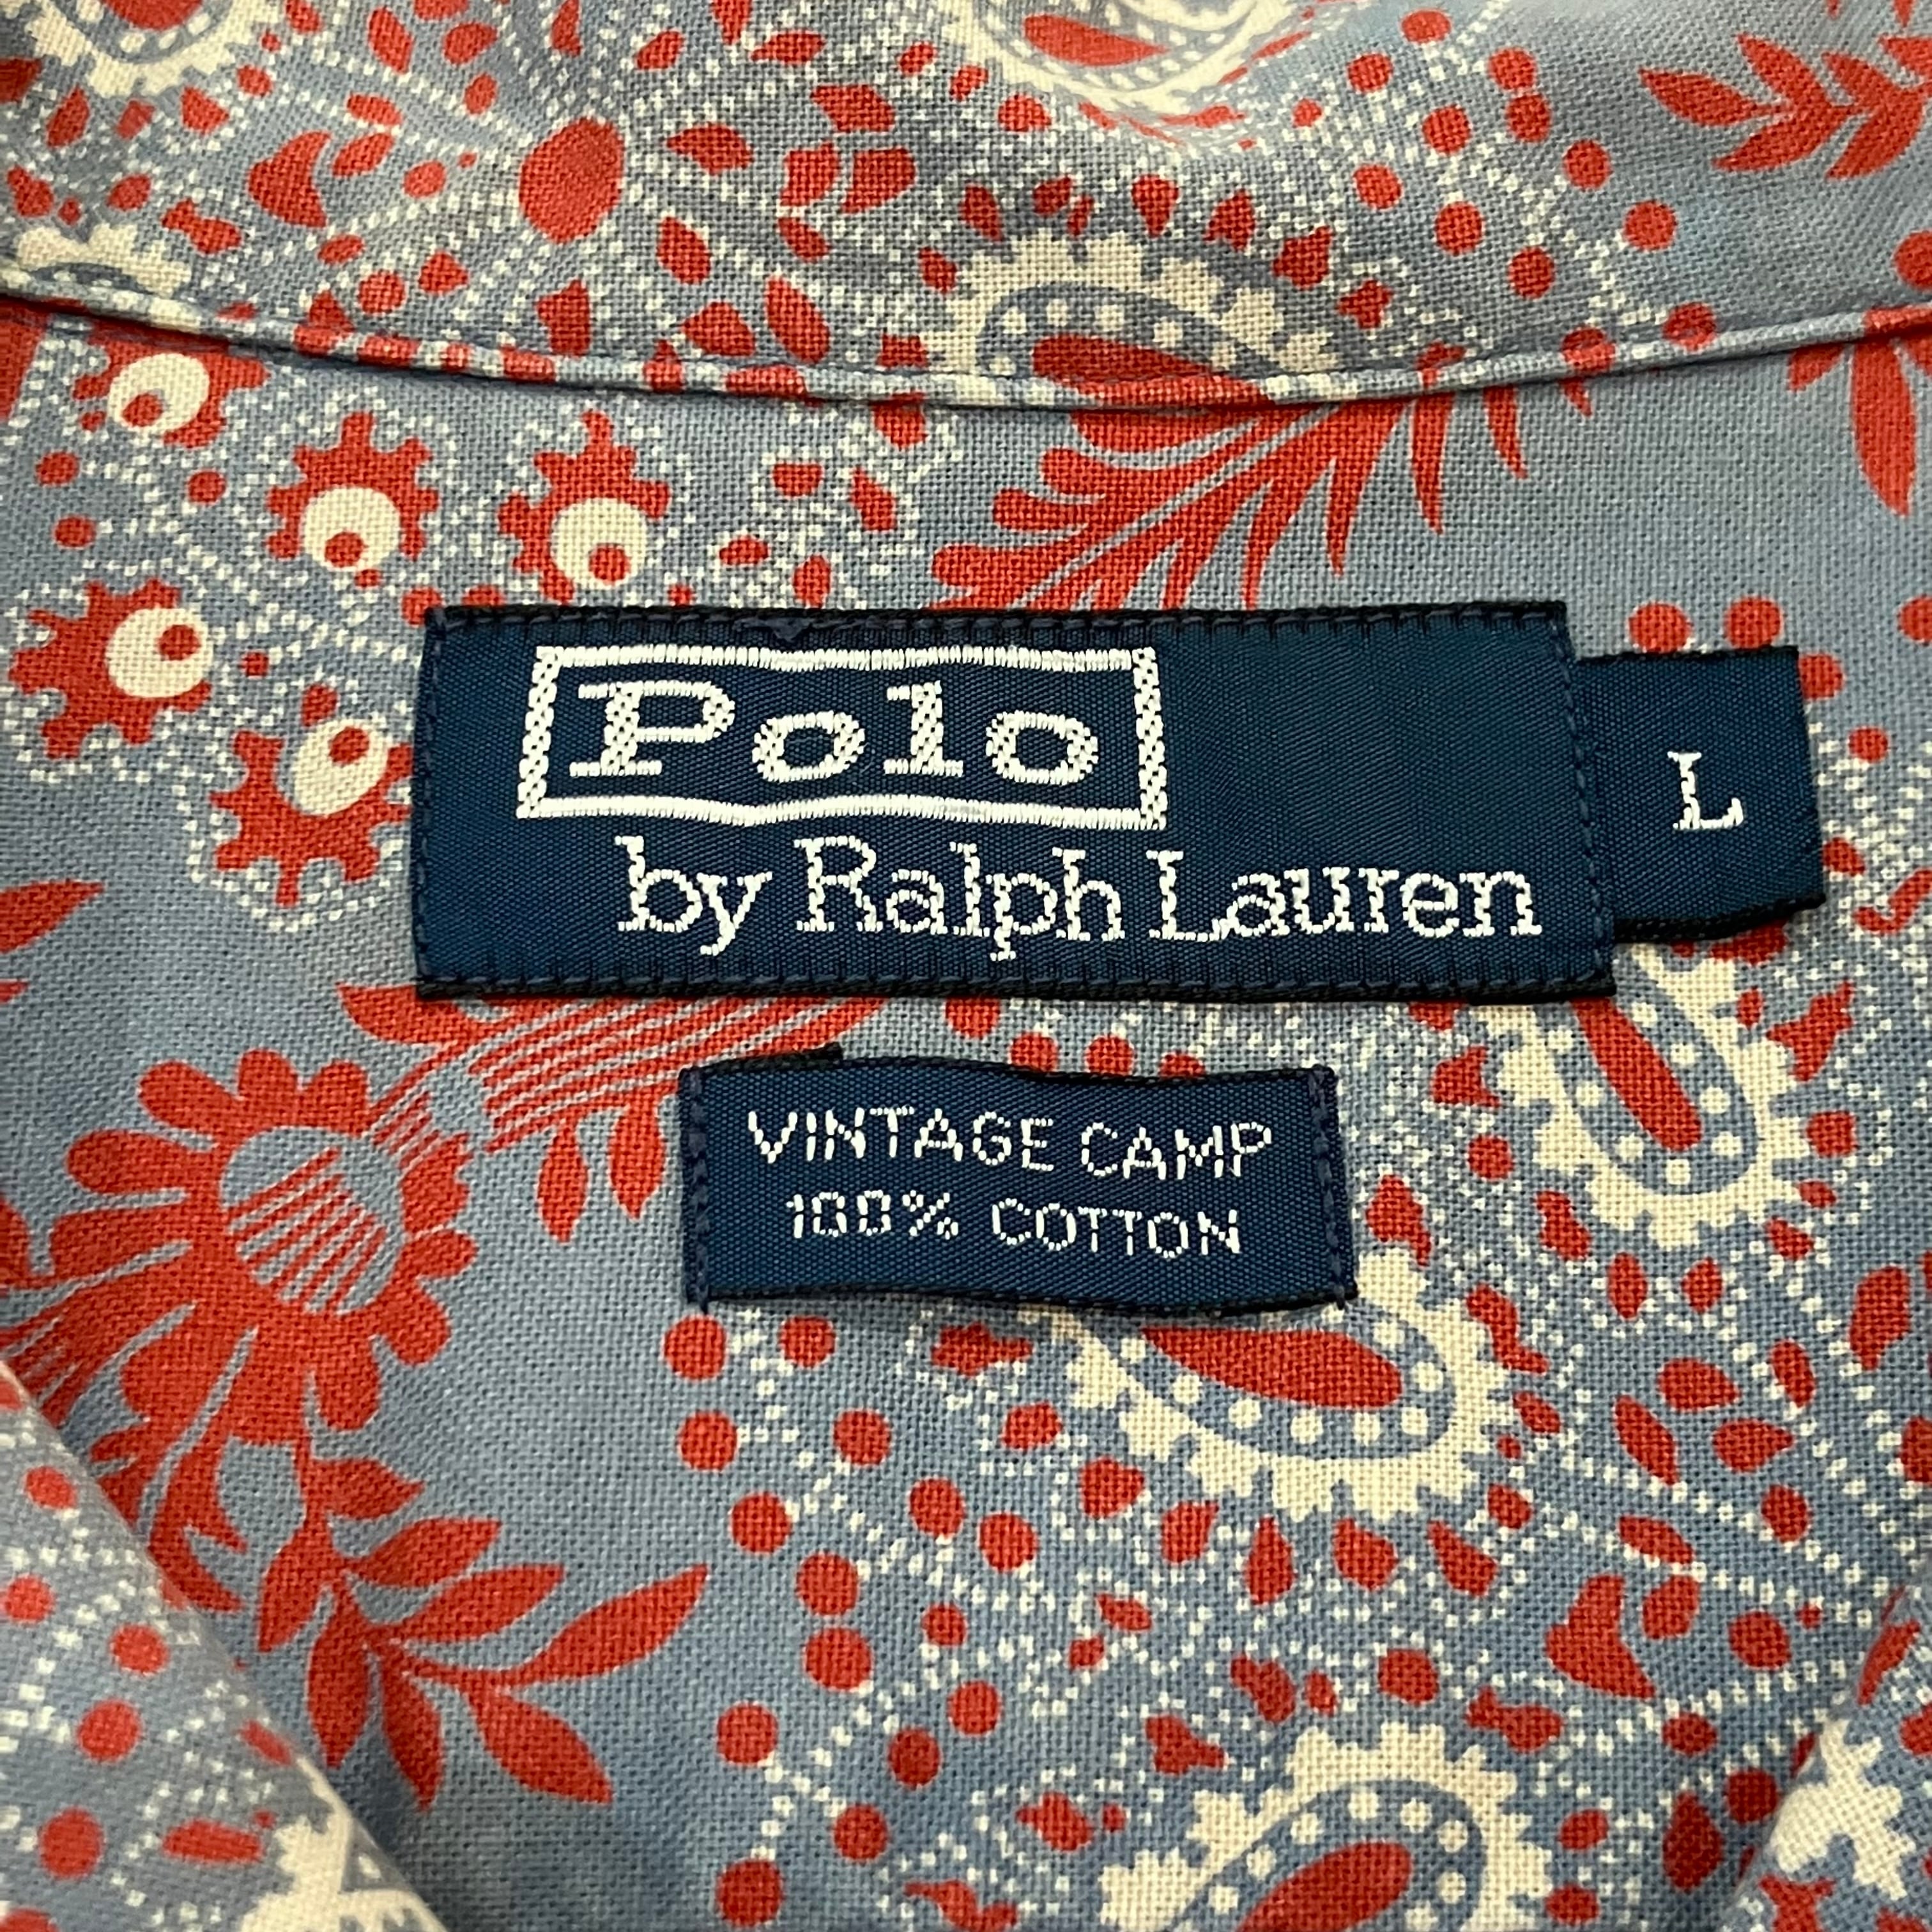 Polo
by Ralph Lauren
L
VINTAGE CAMP
100% COTTON